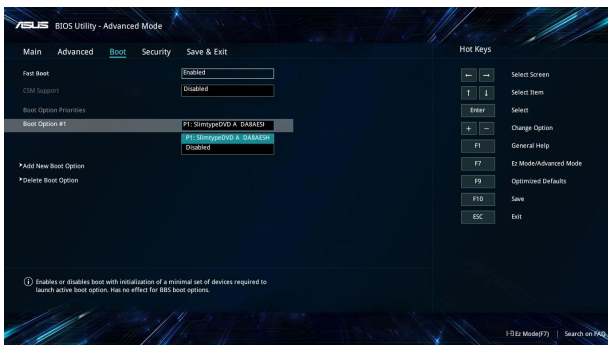 ASUS BIOS Utility - Advanced Mode
Main Advanced Boot Security Save & Exit
Hot Keys
Fast Boot Enabled
CSM Support Disabled
Boot Option Priorities
Boot Option #1 P1: SlimtypeDVD A DA8AESI
P1: SlimtypeDVD A DA8AESH
Disabled
Add New Boot Option
Delete Boot Option
← → Select Screen
↑ ↓ Select Item
Enter Select
+ - Change Option
F1 General Help
F7 Ez Mode/Advanced Mode
F9 Optimized Defaults
F10 Save
ESC Exit
Enables or disables boot with initialization of a minimal set of devices required to
launch active boot option. Has no effect for BBS boot options.
Ez Mode(F7) | Search on FAQ